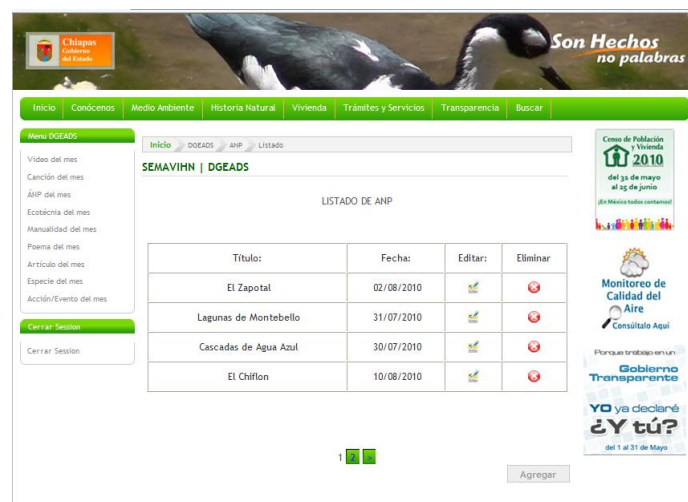 Chiapas
Gobierno
del Estado
Son Hechos
no palabras
Inicio Conócenos Medio Ambiente Historia Natural Vivienda Trámites y Servicios Transparencia Buscar
Menu DGEADS
Video del mes
Canción del mes
ÁNP del mes
Ecotécnia del mes
Manualidad del mes
Poema del mes
Artículo del mes
Especie del mes
Acción/Evento del mes
Cerrar Session
Cerrar Session
Inicio DGEADS ANP Listado
SEMAVIHN | DGEADS
LISTADO DE ANP
Título: Fecha: Editar: Eliminar
El Zapotal 02/08/2010
Lagunas de Montebello 31/07/2010
Cascadas de Agua Azul 30/07/2010
El Chiflon 10/08/2010
1 2 >
Agregar
Censo de Población
y Vivienda
2010
del 31 de mayo
al 25 de junio
¡En México todos contamos!
Monitoreo de
Calidad del
Aire
Consúltalo Aquí
Porque trabajo en un
Gobierno
Transparente
YO ya declaré
¿Y tú?
del 1 al 31 de Mayo